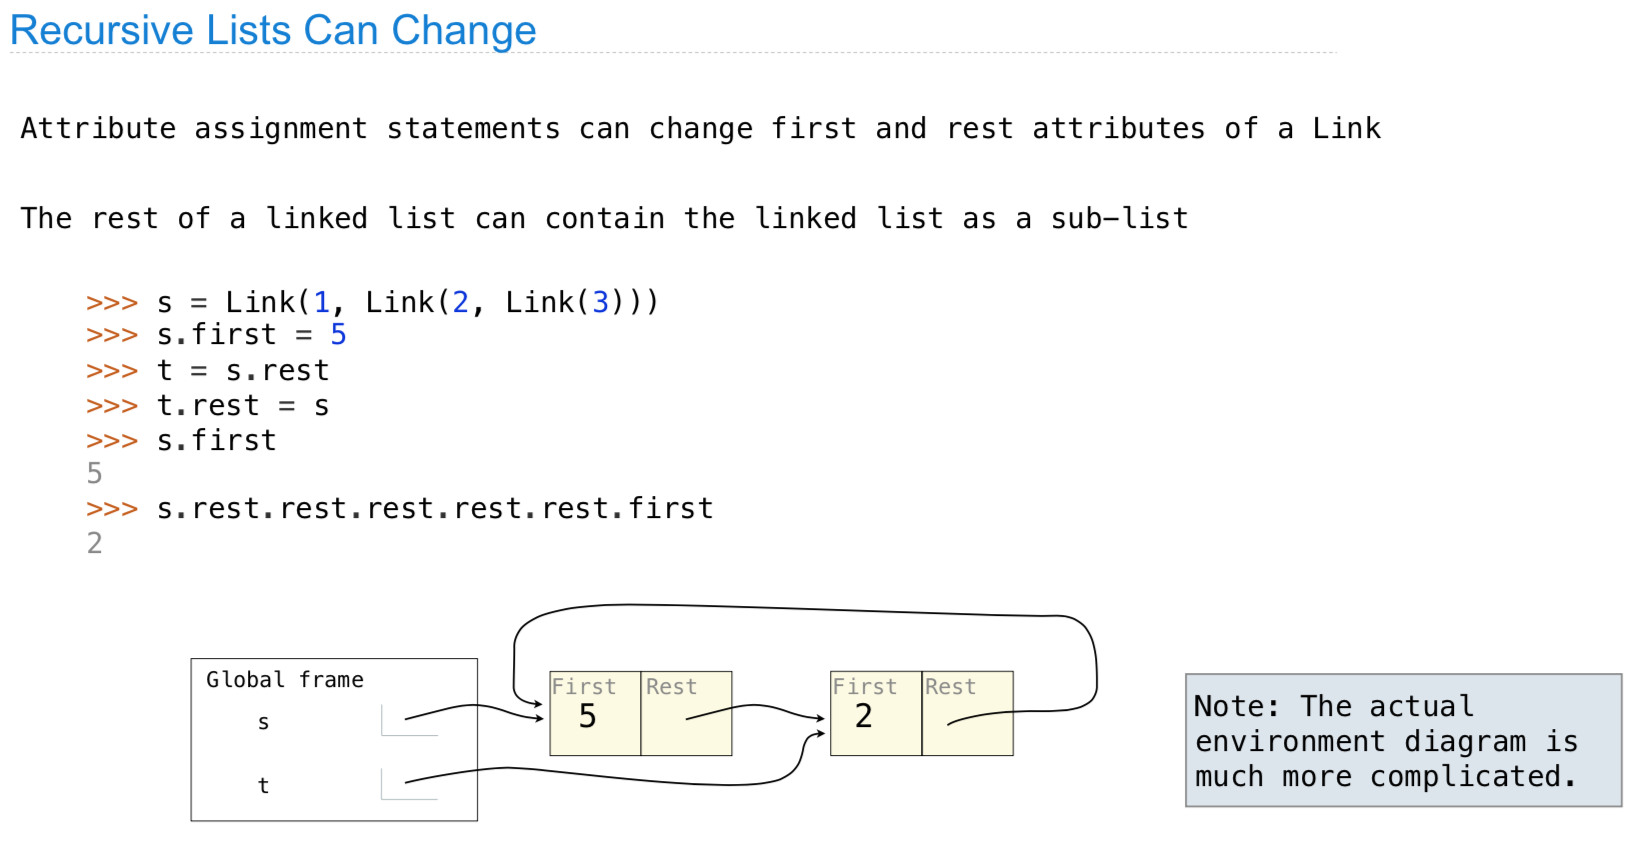 Recursive Lists Can Change
Attribute assignment statements can change first and rest attributes of a Link
The rest of a linked list can contain the linked list as a sub-list
>>> s = Link(1, Link(2, Link(3)))
>>> s.first = 5
>>> t = s.rest
>>> t.rest = s
>>> s.first
5
>>> s.rest.rest.rest.rest.rest.first
2
Global frame
s
t
First Rest
5
First Rest
2
Note: The actual
environment diagram is
much more complicated.